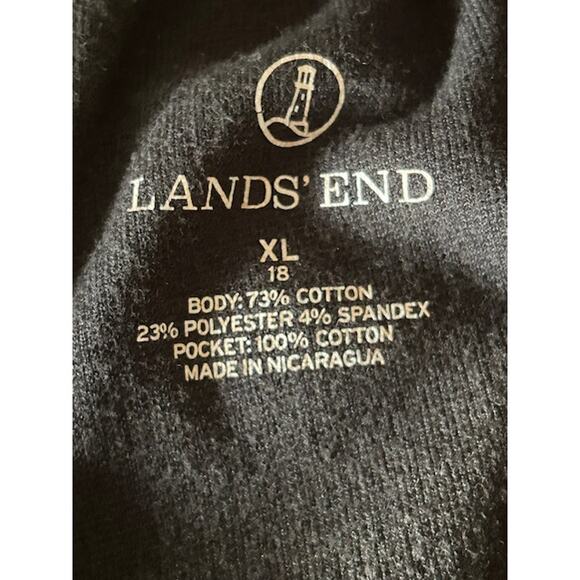 LANDS' END
XL
18
BODY: 73% COTTON
23% POLYESTER 4% SPANDEX
POCKET: 100% COTTON
MADE IN NICARAGUA